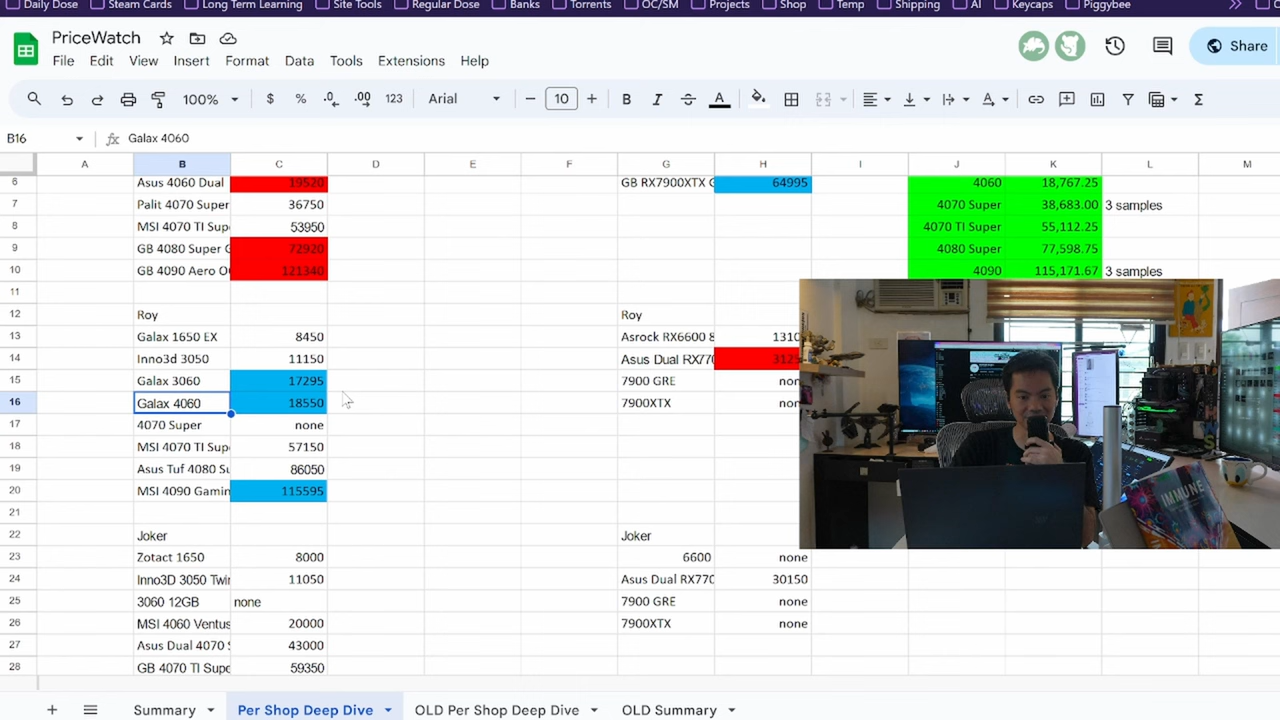 Daily Dose Steam Cards Long Term Learning Site Tools Regular Dose Banks Torrents OC/SM Projects Shop Temp Shipping AI Keycaps Piggybee
PriceWatch
Share
File Edit View Insert Format Data Tools Extensions Help
100% $ % .0 .00 123 Arial 10 B I A
B16 Galax 4060
A B C D E F G H I J K L M
6 Asus 4060 Dual 19520 GB RX7900XTX G 64995 4060 18,767.25
7 Palit 4070 Super 36750 4070 Super 38,683.00 3 samples
8 MSI 4070 TI Sup 53950 4070 TI Super 55,112.25
9 GB 4080 Super G 72920 4080 Super 77,598.75
10 GB 4090 Aero O 121340 4090 115,171.67 3 samples
11
12 Roy Roy
13 Galax 1650 EX 8450 Asrock RX6600 8 1310
14 Inno3d 3050 11150 Asus Dual RX770 3125
15 Galax 3060 17295 7900 GRE non
16 Galax 4060 18550 7900XTX non
17 4070 Super none
18 MSI 4070 TI Supe 57150
19 Asus Tuf 4080 Su 86050
20 MSI 4090 Gamin 115595
21
22 Joker Joker
23 Zotact 1650 8000 6600 none
24 Inno3D 3050 Twi 11050 Asus Dual RX770 30150
25 3060 12GB none 7900 GRE none
26 MSI 4060 Ventus 20000 7900XTX none
27 Asus Dual 4070 S 43000
28 GB 4070 TI Supe 59350
IMMUNE
Summary Per Shop Deep Dive OLD Per Shop Deep Dive OLD Summary